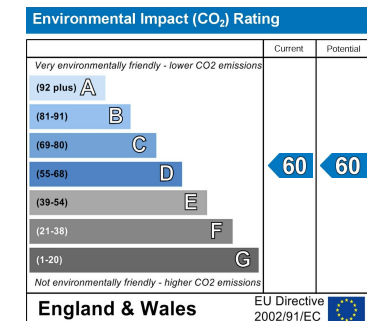 Environmental Impact (CO₂) Rating
Current Potential
Very environmentally friendly - lower CO2 emissions
(92 plus) A
(81-91) B
(69-80) C
(55-68) D
60 60
(39-54) E
(21-38) F
(1-20) G
Not environmentally friendly - higher CO2 emissions
England & Wales
EU Directive
2002/91/EC